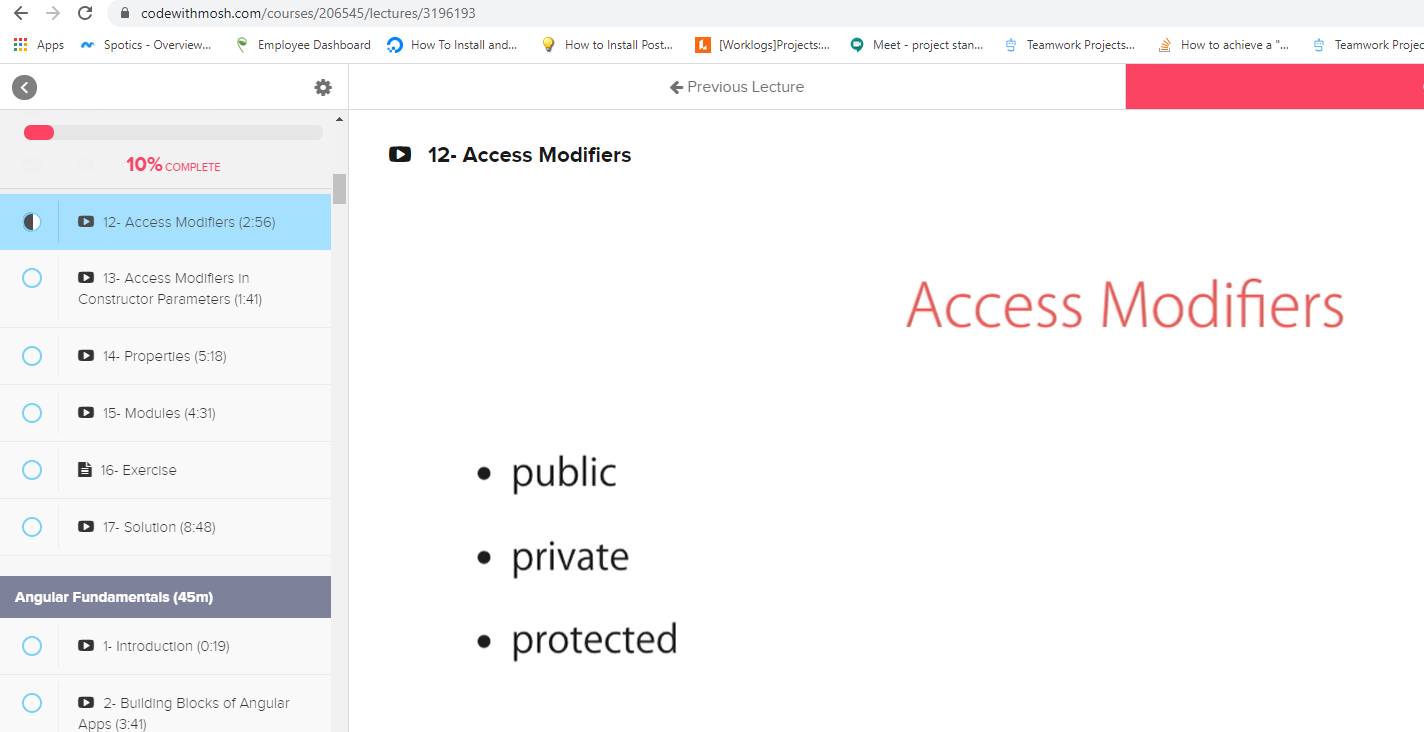 codewithmosh.com/courses/206545/lectures/3196193
Apps Spotics - Overview... Employee Dashboard How To Install and... How to Install Post... [Worklogs]Projects:... Meet - project stan... Teamwork Projects... How to achieve a "... Teamwork Projec
Previous Lecture
10% COMPLETE
12- Access Modifiers (2:56)
13- Access Modifiers in
Constructor Parameters (1:41)
14- Properties (5:18)
15- Modules (4:31)
16- Exercise
17- Solution (8:48)
Angular Fundamentals (45m)
1- Introduction (0:19)
2- Building Blocks of Angular
Apps (3:41)
12- Access Modifiers
Access Modifiers
• public
• private
• protected